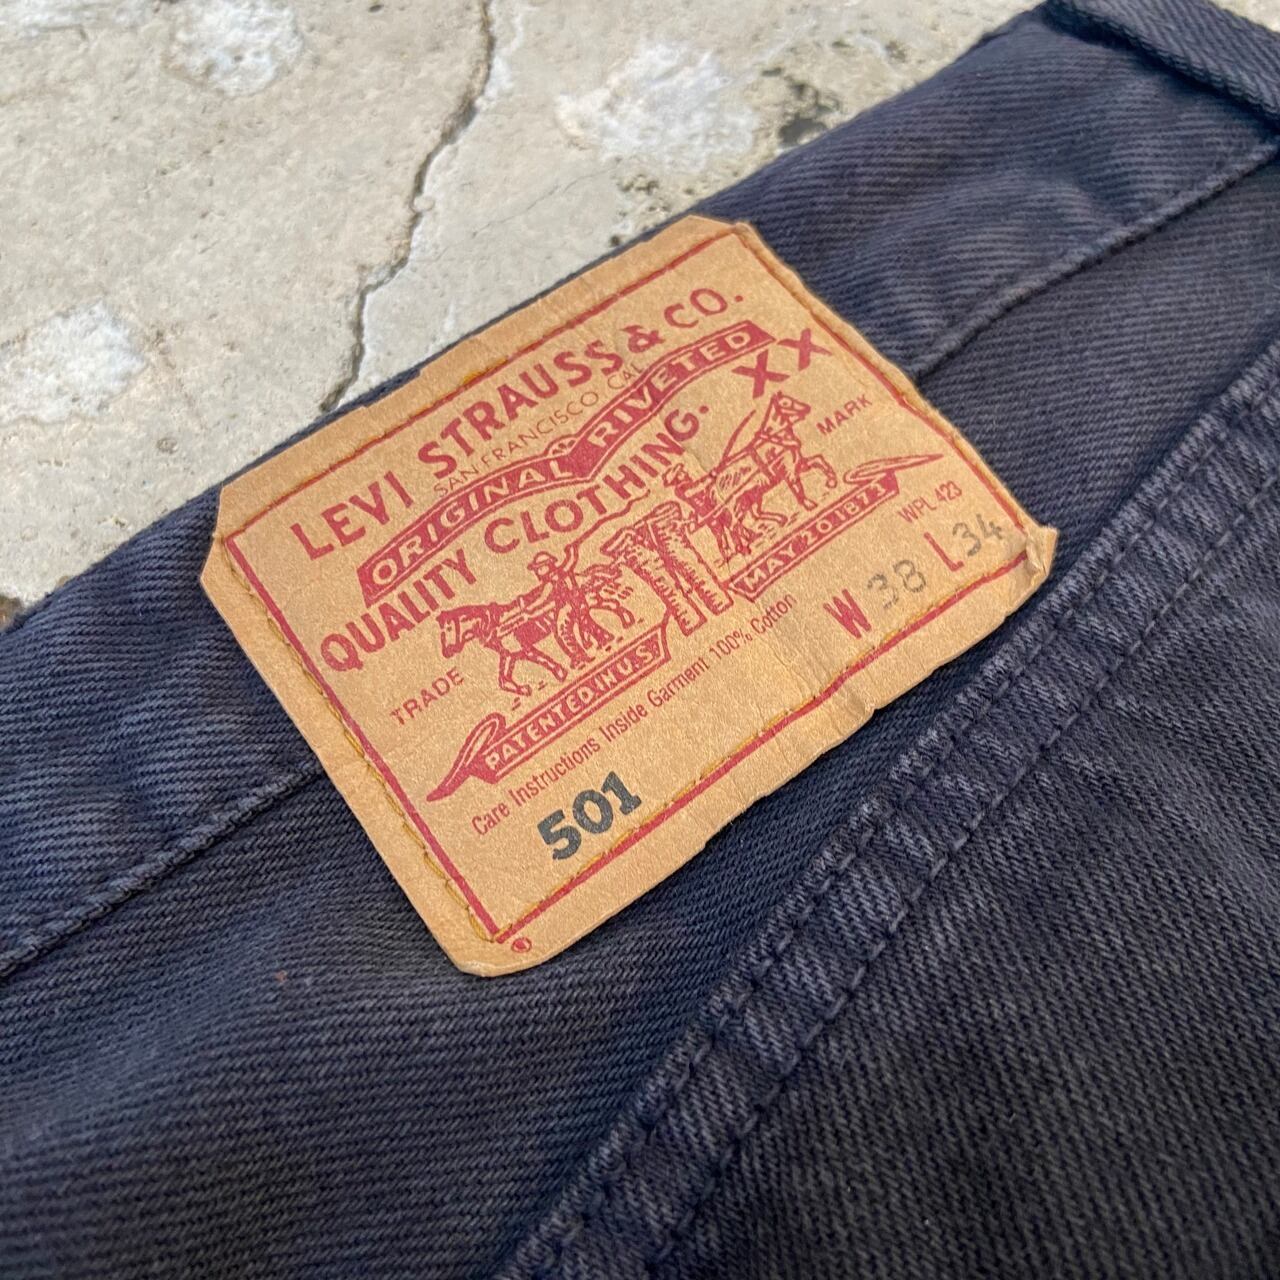 LEVI STRAUSS & CO.
SAN FRANCISCO CAL
ORIGINAL RIVETED
QUALITY CLOTHING. XX
TRADE MARK
PATENTED IN U.S. MAY 20 1873
WPL 423
Care Instructions Inside Garment 100% Cotton
W 38 L 34
501
®